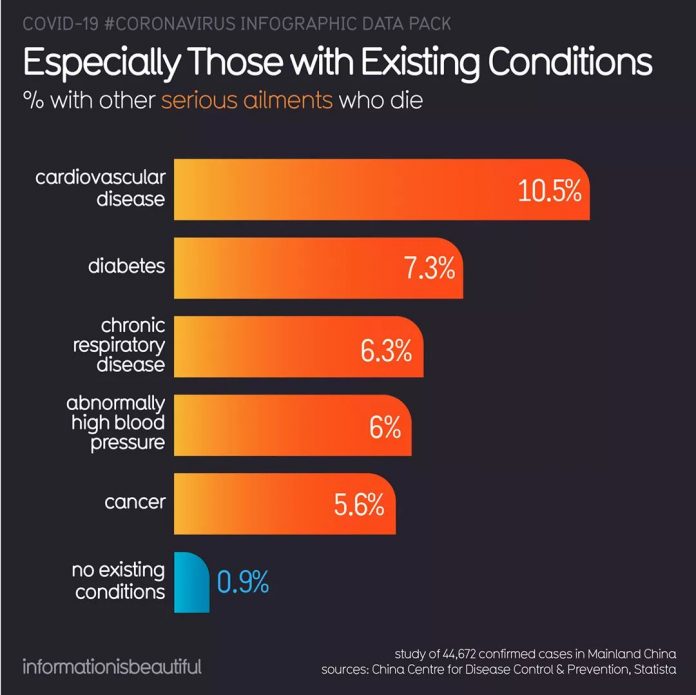 COVID-19 #CORONAVIRUS INFOGRAPHIC DATA PACK
Especially Those with Existing Conditions
% with other serious ailments who die
cardiovascular
disease
10.5%
diabetes
7.3%
chronic
respiratory
disease
6.3%
abnormally
high blood
pressure
6%
cancer
5.6%
no existing
conditions
0.9%
informationisbeautiful
study of 44,672 confirmed cases in Mainland China
sources: China Centre for Disease Control & Prevention, Statista